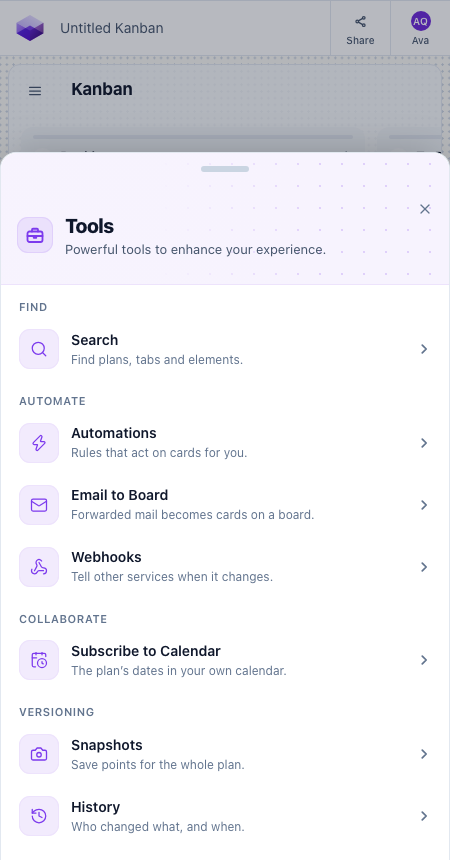 Untitled Kanban
Share
AQ
Ava
Kanban
Tools
Powerful tools to enhance your experience.
FIND
Search
Find plans, tabs and elements.
AUTOMATE
Automations
Rules that act on cards for you.
Email to Board
Forwarded mail becomes cards on a board.
Webhooks
Tell other services when it changes.
COLLABORATE
Subscribe to Calendar
The plan's dates in your own calendar.
VERSIONING
Snapshots
Save points for the whole plan.
History
Who changed what, and when.